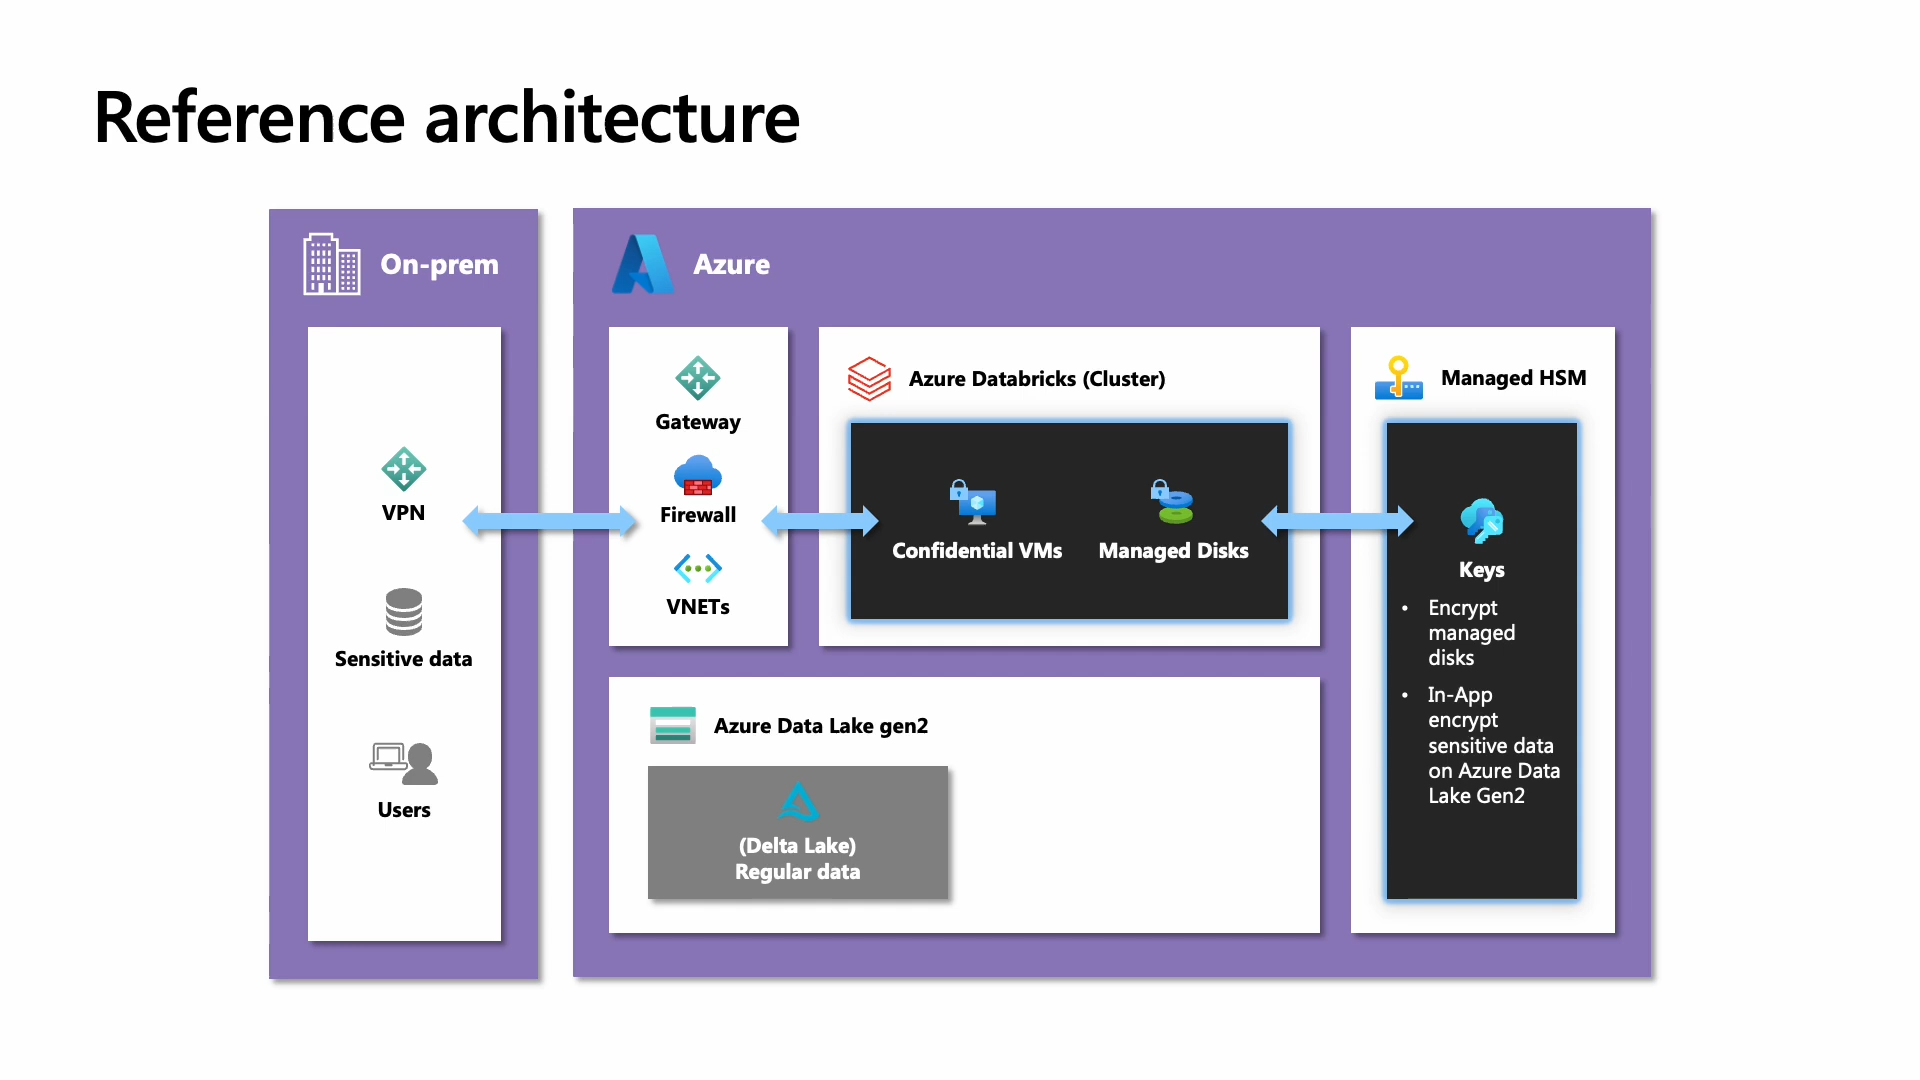 Reference architecture
On-prem
VPN
Sensitive data
Users
Azure
Gateway
Firewall
VNETs
Azure Databricks (Cluster)
Confidential VMs
Managed Disks
Managed HSM
Keys
• Encrypt
managed
disks
• In-App
encrypt
sensitive data
on Azure Data
Lake Gen2
Azure Data Lake gen2
(Delta Lake)
Regular data